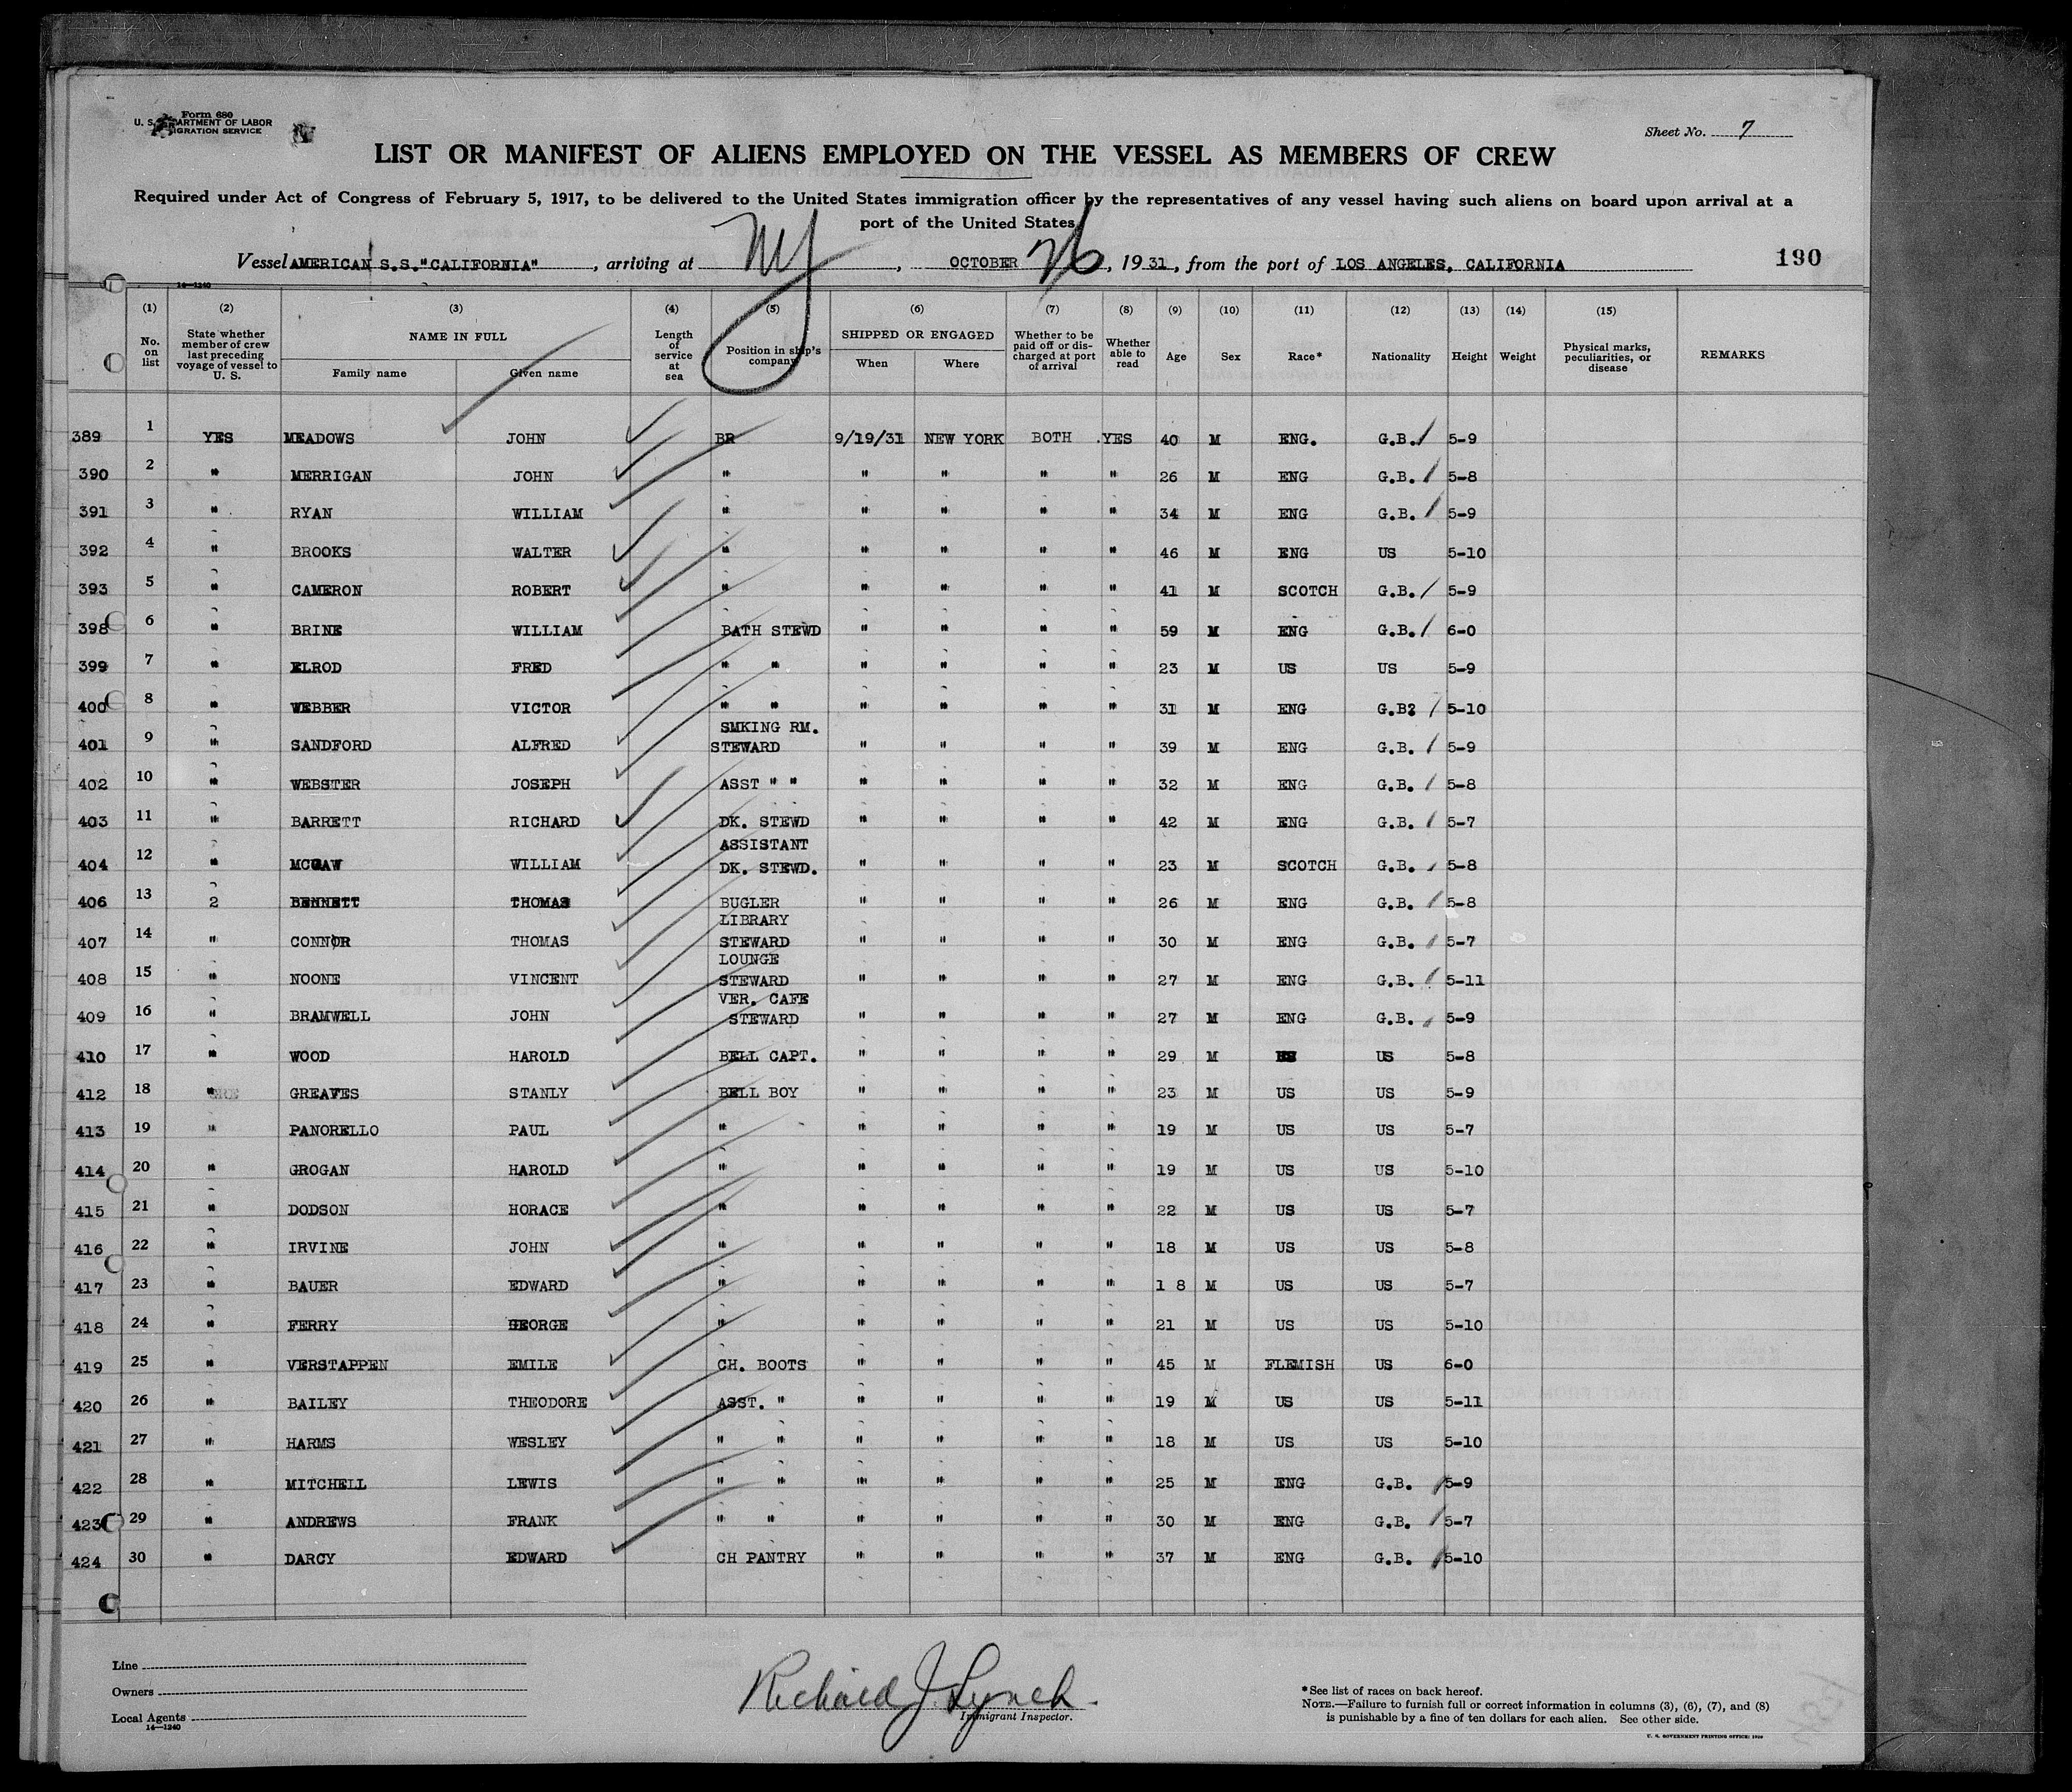 Form 680
U. S. DEPARTMENT OF LABOR
IMMIGRATION SERVICE
Sheet No. 7
LIST OR MANIFEST OF ALIENS EMPLOYED ON THE VESSEL AS MEMBERS OF CREW
Required under Act of Congress of February 5, 1917, to be delivered to the United States immigration officer by the representatives of any vessel having such aliens on board upon arrival at a
port of the United States
Vessel AMERICAN S.S."CALIFORNIA" , arriving at NY , OCTOBER 26, 1931, from the port of LOS ANGELES, CALIFORNIA 190
14—1240
(1) (2) (3) (4) (5) (6) (7) (8) (9) (10) (11) (12) (13) (14) (15)
No. on list State whether member of crew last preceding voyage of vessel to U. S. NAME IN FULL Family name Given name Length of service at sea Position in ship's company SHIPPED OR ENGAGED When Where Whether to be paid off or discharged at port of arrival Whether able to read Age Sex Race* Nationality Height Weight Physical marks, peculiarities, or disease REMARKS
389 1 YES MEADOWS JOHN BR 9/19/31 NEW YORK BOTH YES 40 M ENG. G.B. 5-9
390 2 " MERRIGAN JOHN " " " " " 26 M ENG G.B. 5-8
391 3 " RYAN WILLIAM " " " " " 34 M ENG G.B. 5-9
392 4 " BROOKS WALTER " " " " " 46 M ENG US 5-10
393 5 " CAMERON ROBERT " " " " " 41 M SCOTCH G.B. 5-9
398 6 " BRINE WILLIAM BATH STEWD " " " " 59 M ENG G.B. 6-0
399 7 " ELROD FRED " " " " " " 23 M US US 5-9
400 8 " WEBBER VICTOR " " " " " " 31 M ENG G.B? 5-10
SMKING RM.
401 9 " SANDFORD ALFRED STEWARD " " " " 39 M ENG G.B. 5-9
402 10 " WEBSTER JOSEPH ASST " " " " " " 32 M ENG G.B. 5-8
403 11 " BARRETT RICHARD DK. STEWD " " " " 42 M ENG G.B. 5-7
ASSISTANT
404 12 " MCGAW WILLIAM DK. STEWD. " " " " 23 M SCOTCH G.B. 5-8
406 13 2 BENNETT THOMAS BUGLER " " " " 26 M ENG G.B. 5-8
LIBRARY
407 14 " CONNOR THOMAS STEWARD " " " " 30 M ENG G.B. 5-7
LOUNGE
408 15 " NOONE VINCENT STEWARD " " " " 27 M ENG G.B. 5-11
VER. CAFE
409 16 " BRAMWELL JOHN STEWARD " " " " 27 M ENG G.B. 5-9
410 17 " WOOD HAROLD BELL CAPT. " " " " 29 M US 5-8
412 18 " GREAVES STANLY BELL BOY " " " " 23 M US US 5-9
413 19 " PANORELLO PAUL " " " " " 19 M US US 5-7
414 20 " GROGAN HAROLD " " " " " 19 M US US 5-10
415 21 " DODSON HORACE " " " " " 22 M US US 5-7
416 22 " IRVINE JOHN " " " " " 18 M US US 5-8
417 23 " BAUER EDWARD " " " " " 1 8 M US US 5-7
418 24 " FERRY GEORGE " " " " " 21 M US US 5-10
419 25 " VERSTAPPEN EMILE CH. BOOTS " " " " 45 M FLEMISH US 6-0
420 26 " BAILEY THEODORE ASST. " " " " " 19 M US US 5-11
421 27 " HARMS WESLEY " " " " " " 18 M US US 5-10
422 28 " MITCHELL LEWIS " " " " " " 25 M ENG G.B. 5-9
423 29 " ANDREWS FRANK " " " " " " 30 M ENG G.B. 5-7
424 30 " DARCY EDWARD CH PANTRY " " " " 37 M ENG G.B. 5-10
Line
Owners
Local Agents
14—1240
Richard J. Lynch
Immigrant Inspector.
*See list of races on back hereof.
NOTE.—Failure to furnish full or correct information in columns (3), (6), (7), and (8)
is punishable by a fine of ten dollars for each alien. See other side.
U. S. GOVERNMENT PRINTING OFFICE: